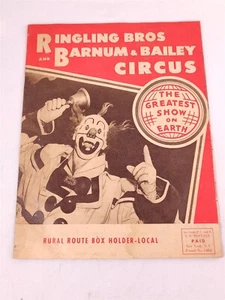 RINGLING BROS
AND BARNUM & BAILEY
CIRCUS
THE
GREATEST
SHOW
ON
EARTH
RURAL ROUTE BOX HOLDER-LOCAL
PAID